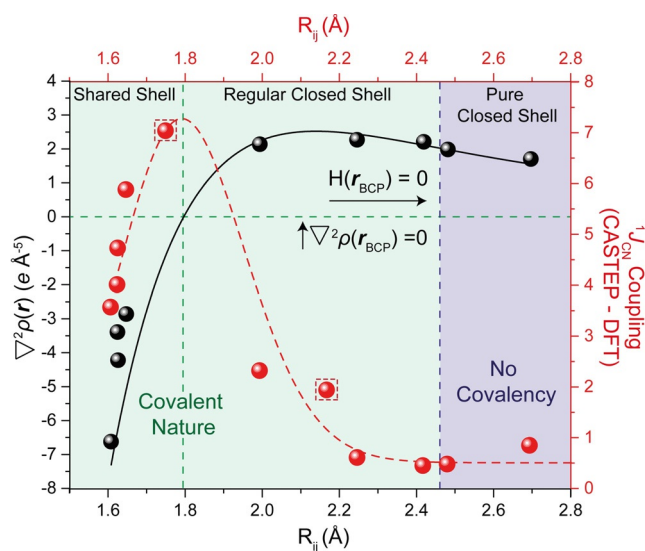 R_ij (Å)
1.6 1.8 2.0 2.2 2.4 2.6 2.8
Shared Shell Regular Closed Shell Pure Closed Shell
4
3
2
1
0
-1
-2
-3
-4
-5
-6
-7
-8
∇²ρ(r) (e Å⁻⁵)
H(r_BCP) = 0
↑∇²ρ(r_BCP) =0
Covalent
Nature
No
Covalency
8
7
6
5
4
3
2
1
0
¹J_CN Coupling
(CASTEP - DFT)
1.6 1.8 2.0 2.2 2.4 2.6 2.8
R_ij (Å)